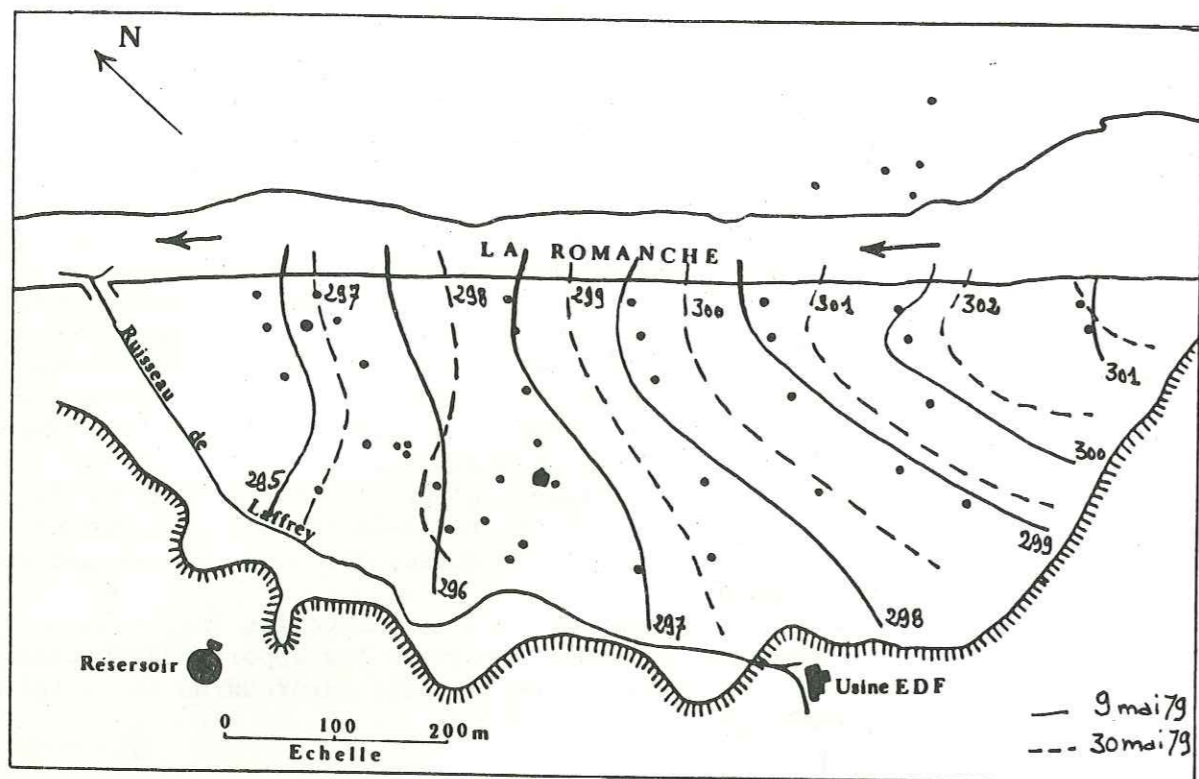 N
LA ROMANCHE
297
298
299
300
301
302
301
Ruisseau de Laffrey
295
296
297
298
299
300
Réservoir
Usine EDF
0 100 200m
Echelle
9 mai 79
30 mai 79